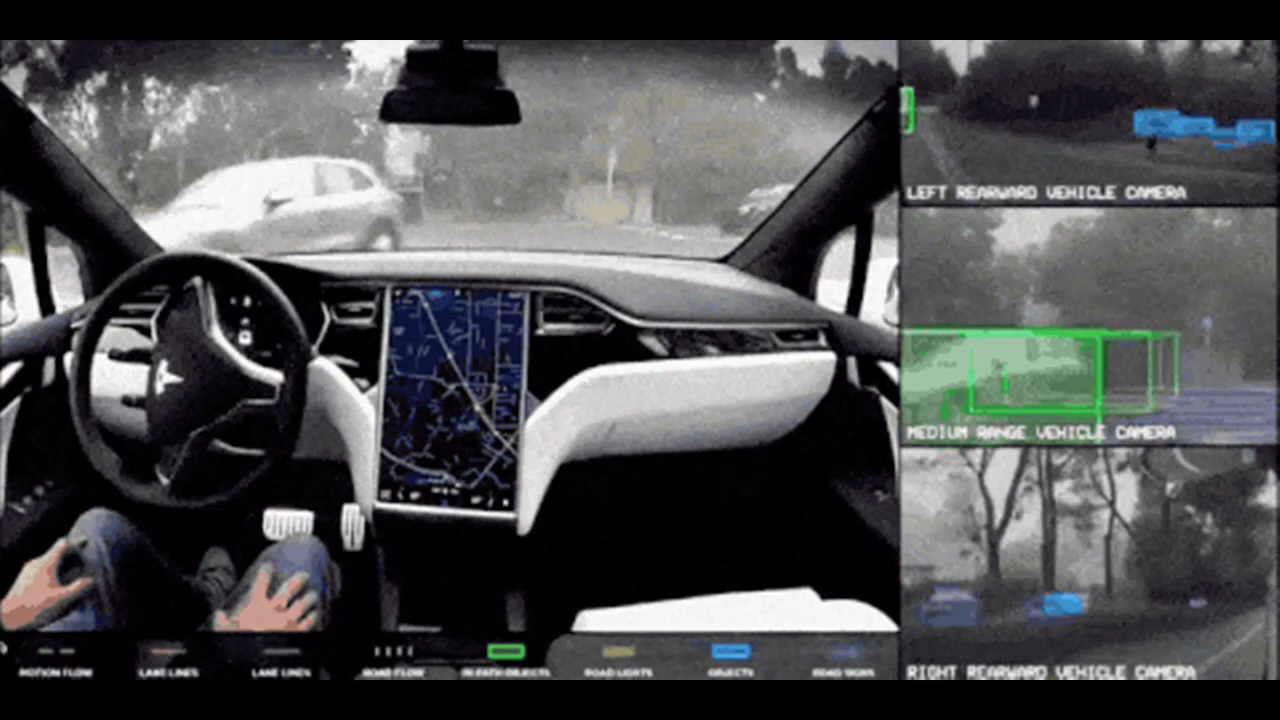 LEFT REARWARD VEHICLE CAMERA
MEDIUM RANGE VEHICLE CAMERA
RIGHT REARWARD VEHICLE CAMERA
MOTION FLOW
LANE LINES
LANE LINES
ROAD FLOW
IN PATH OBJECTS
ROAD LIGHTS
OBJECTS
ROAD SIGNS